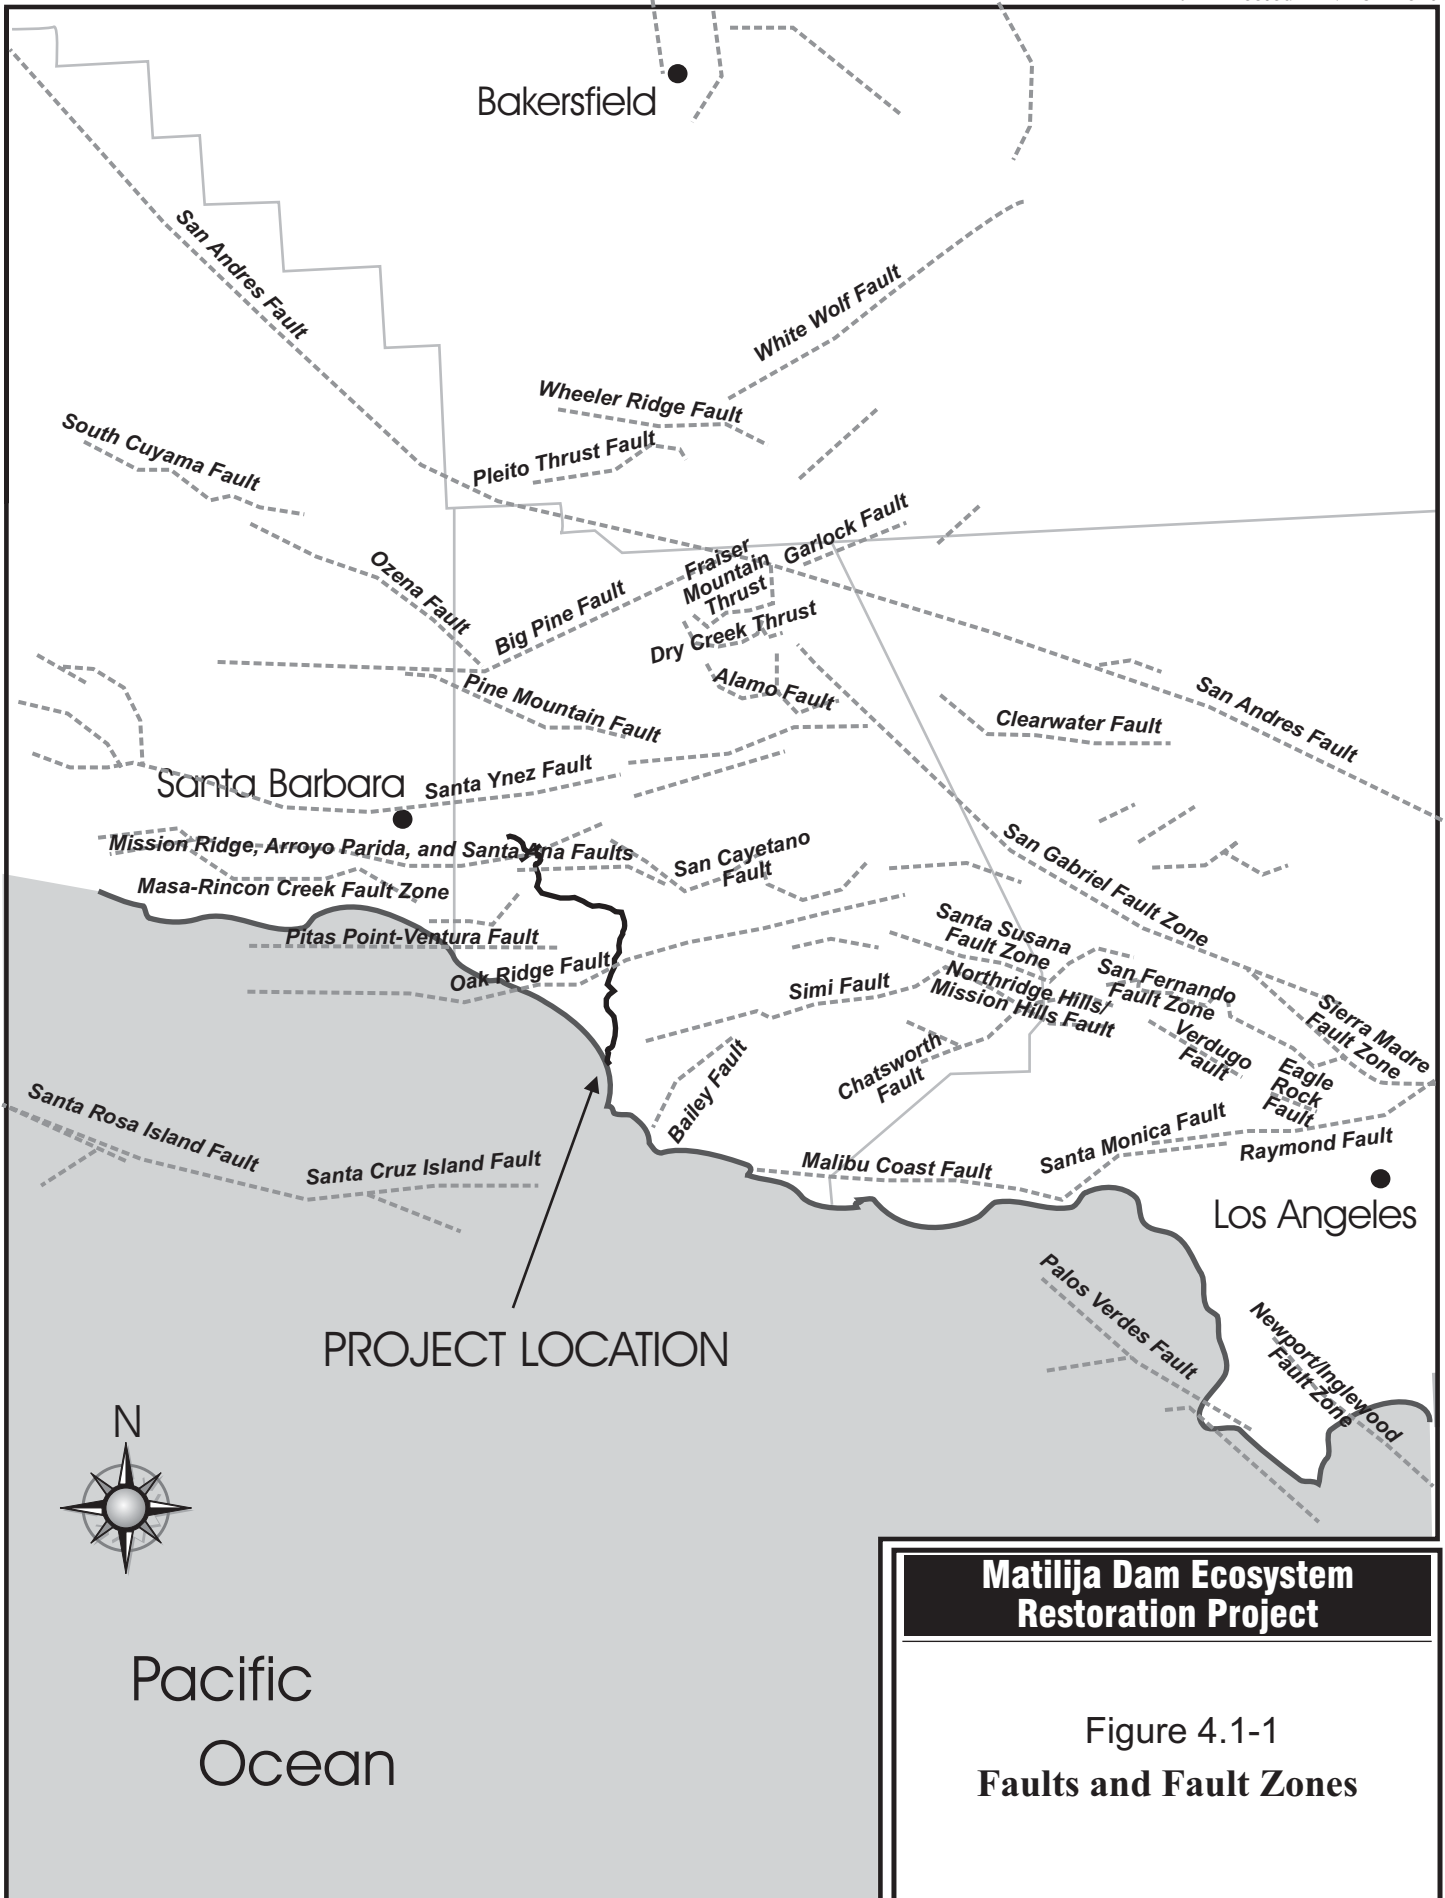 Bakersfield
San Andres Fault
White Wolf Fault
Wheeler Ridge Fault
South Cuyama Fault
Pleito Thrust Fault
Garlock Fault
Fraiser
Mountain
Thrust
Ozena Fault
Big Pine Fault
Dry Creek Thrust
Alamo Fault
Pine Mountain Fault
San Andres Fault
Clearwater Fault
Santa Barbara
Santa Ynez Fault
Mission Ridge, Arroyo Parida, and Santa Ana Faults
San Cayetano
Fault
San Gabriel Fault Zone
Masa-Rincon Creek Fault Zone
Pitas Point-Ventura Fault
Oak Ridge Fault
Santa Susana
Fault Zone
Simi Fault
Northridge Hills/
Mission Hills Fault
San Fernando
Fault Zone
Sierra Madre
Fault Zone
Verdugo
Fault
Chatsworth
Fault
Eagle
Rock
Fault
Bailey Fault
Santa Rosa Island Fault
Santa Cruz Island Fault
Malibu Coast Fault
Santa Monica Fault
Raymond Fault
Los Angeles
Palos Verdes Fault
Newport/Inglewood
Fault Zone
PROJECT LOCATION
N
Pacific
Ocean
Matilija Dam Ecosystem
Restoration Project
Figure 4.1-1
Faults and Fault Zones